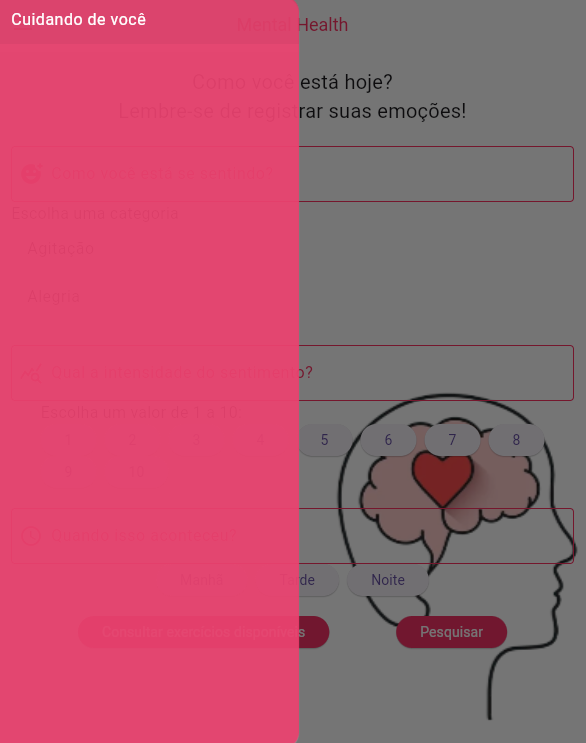 Cuidando de você
Mental Health
Como você está hoje?
Lembre-se de registrar suas emoções!
Como você está se sentindo?
Escolha uma categoria
Agitação
Alegria
Qual a intensidade do sentimento?
Escolha um valor de 1 a 10.
1 2 3 4 5 6 7 8
9 10
Quando isso aconteceu?
Manhã Tarde Noite
Consultar exercícios disponíveis Pesquisar